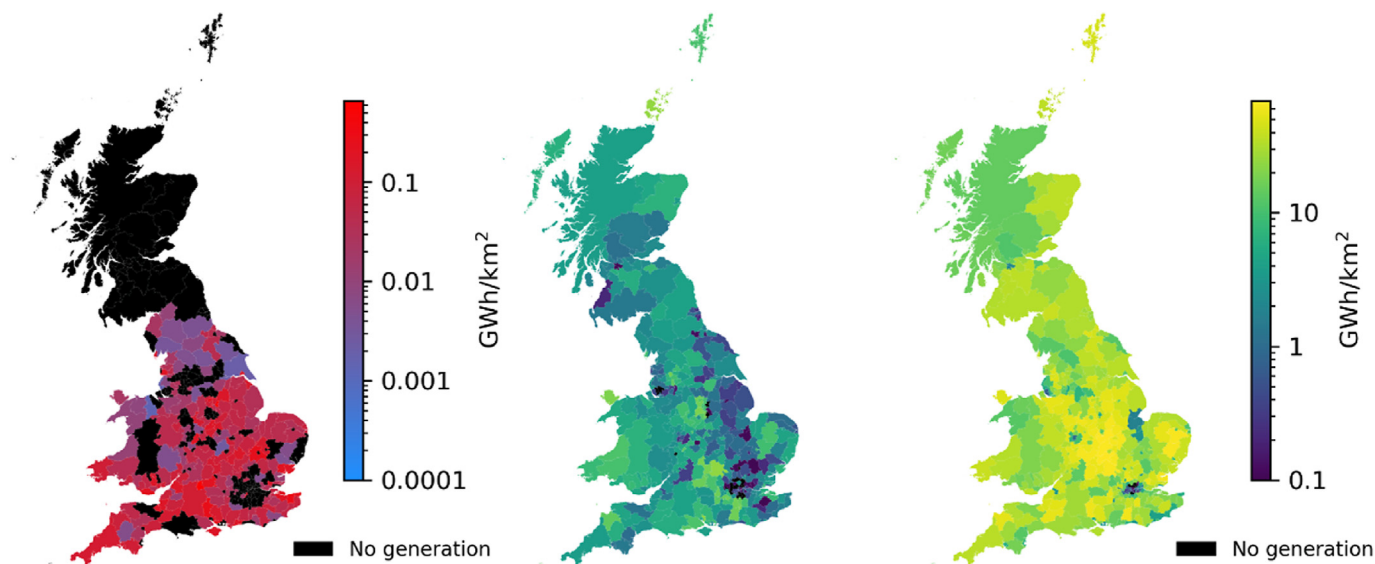 0.1
0.01
0.001
0.0001
GWh/km²
No generation
10
1
0.1
GWh/km²
No generation